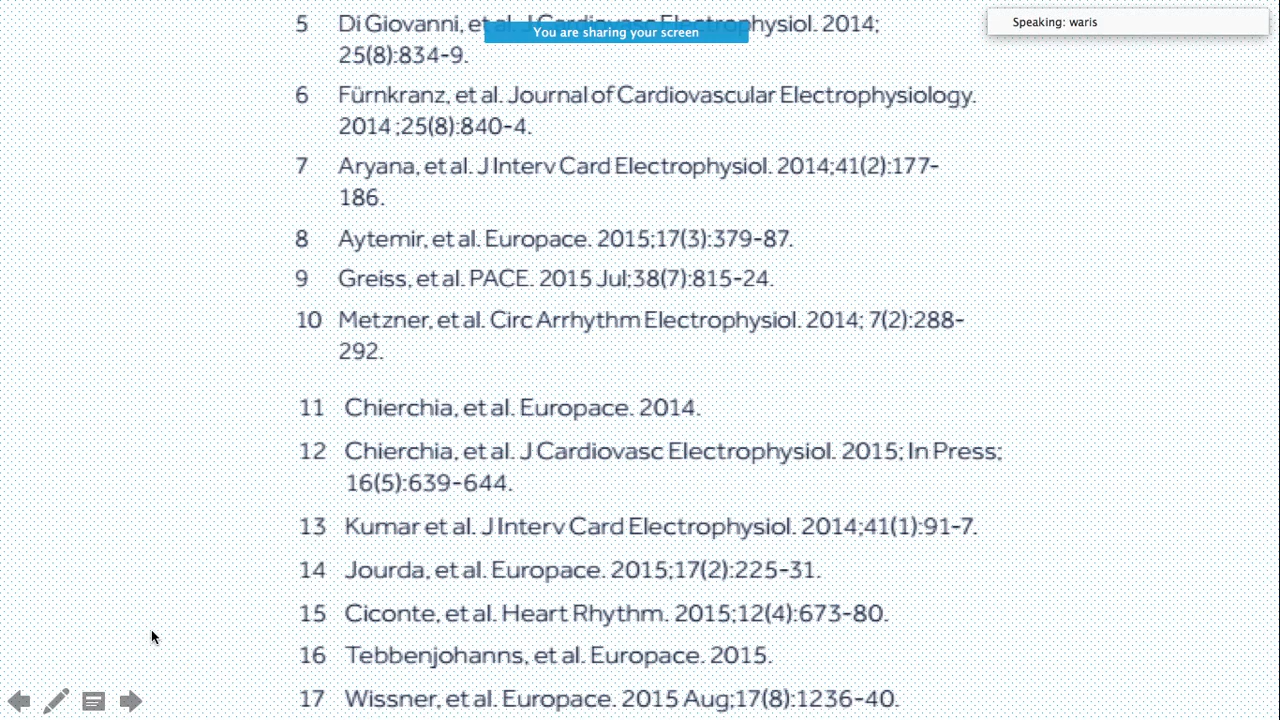 5 Di Giovanni, et al. J Cardiovasc Electrophysiol. 2014;
You are sharing your screen
Speaking: waris
25(8):834-9.
6 Fürnkranz, et al. Journal of Cardiovascular Electrophysiology.
2014 ;25(8):840-4.
7 Aryana, et al. J Interv Card Electrophysiol. 2014;41(2):177-
186.
8 Aytemir, et al. Europace. 2015;17(3):379-87.
9 Greiss, et al. PACE. 2015 Jul;38(7):815-24.
10 Metzner, et al. Circ Arrhythm Electrophysiol. 2014; 7(2):288-
292.
11 Chierchia, et al. Europace. 2014.
12 Chierchia, et al. J Cardiovasc Electrophysiol. 2015; In Press;
16(5):639-644.
13 Kumar et al. J Interv Card Electrophysiol. 2014;41(1):91-7.
14 Jourda, et al. Europace. 2015;17(2):225-31.
15 Ciconte, et al. Heart Rhythm. 2015;12(4):673-80.
16 Tebbenjohanns, et al. Europace. 2015.
17 Wissner, et al. Europace. 2015 Aug;17(8):1236-40.